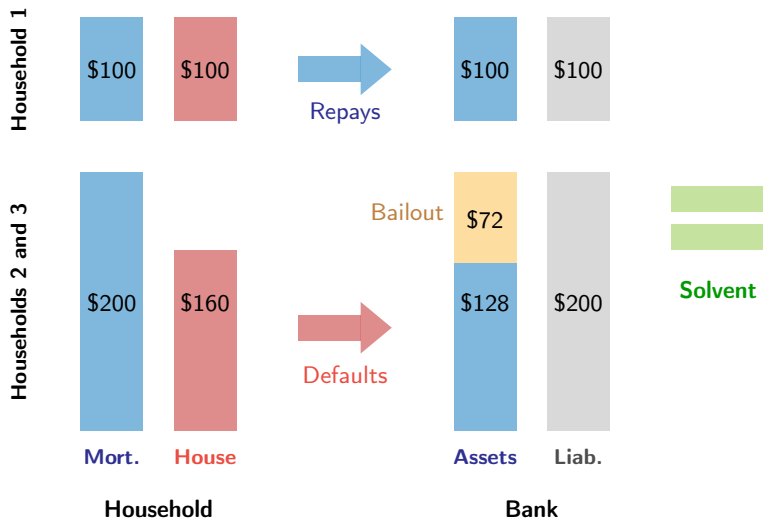 Household 1
$100
$100
Repays
$100
$100
Households 2 and 3
$200
$160
Defaults
Bailout
$72
$128
$200
Solvent
Mort.
House
Assets
Liab.
Household
Bank